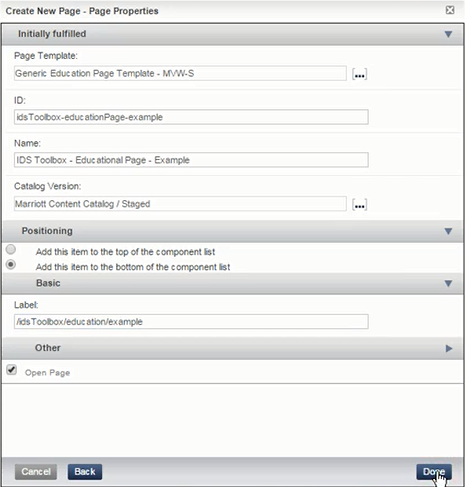 Create New Page - Page Properties
Initially fulfilled
Page Template:
Generic Education Page Template - MVW-S
[...]
ID:
idsToolbox-educationPage-example
Name:
IDS Toolbox - Educational Page - Example
Catalog Version:
Marriott Content Catalog / Staged
[...]
Positioning
Add this item to the top of the component list
Add this item to the bottom of the component list
Basic
Label:
/idsToolbox/education/example
Other
Open Page
Cancel Back Done